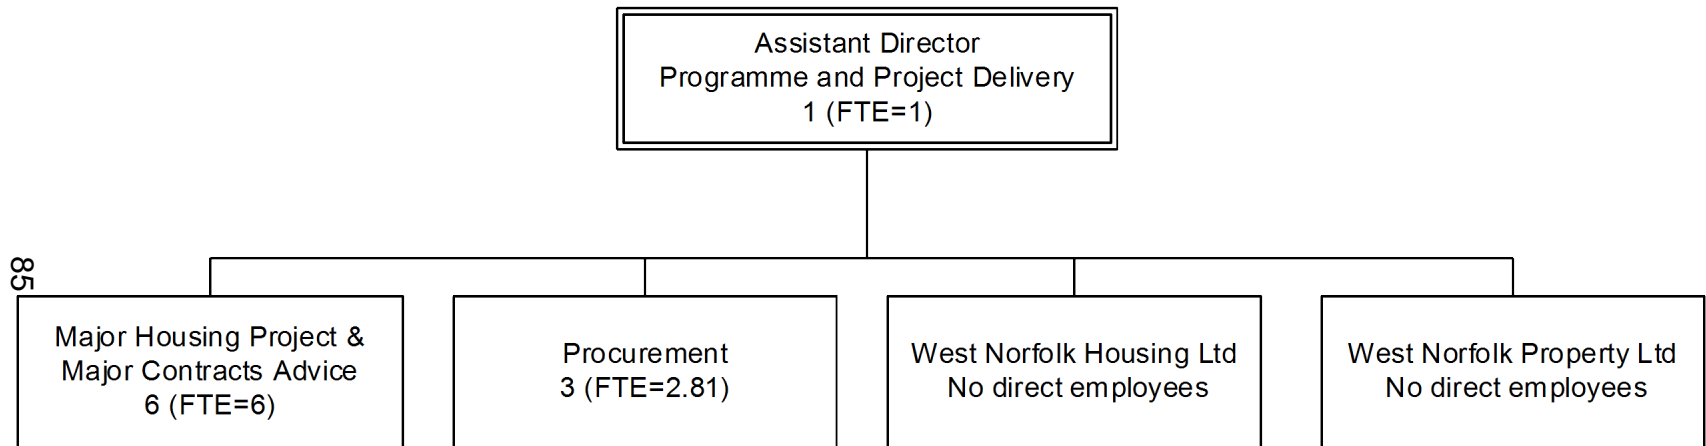 Assistant Director
Programme and Project Delivery
1 (FTE=1)
85
Major Housing Project &
Major Contracts Advice
6 (FTE=6)
Procurement
3 (FTE=2.81)
West Norfolk Housing Ltd
No direct employees
West Norfolk Property Ltd
No direct employees